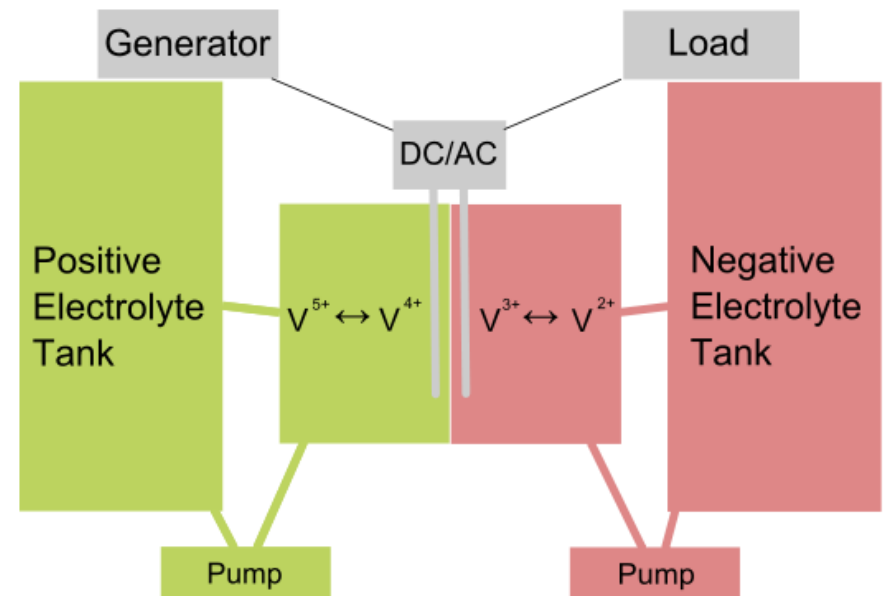 Generator
Load
DC/AC
Positive
Electrolyte
Tank
V⁵⁺ ↔ V⁴⁺
V³⁺ ↔ V²⁺
Negative
Electrolyte
Tank
Pump
Pump